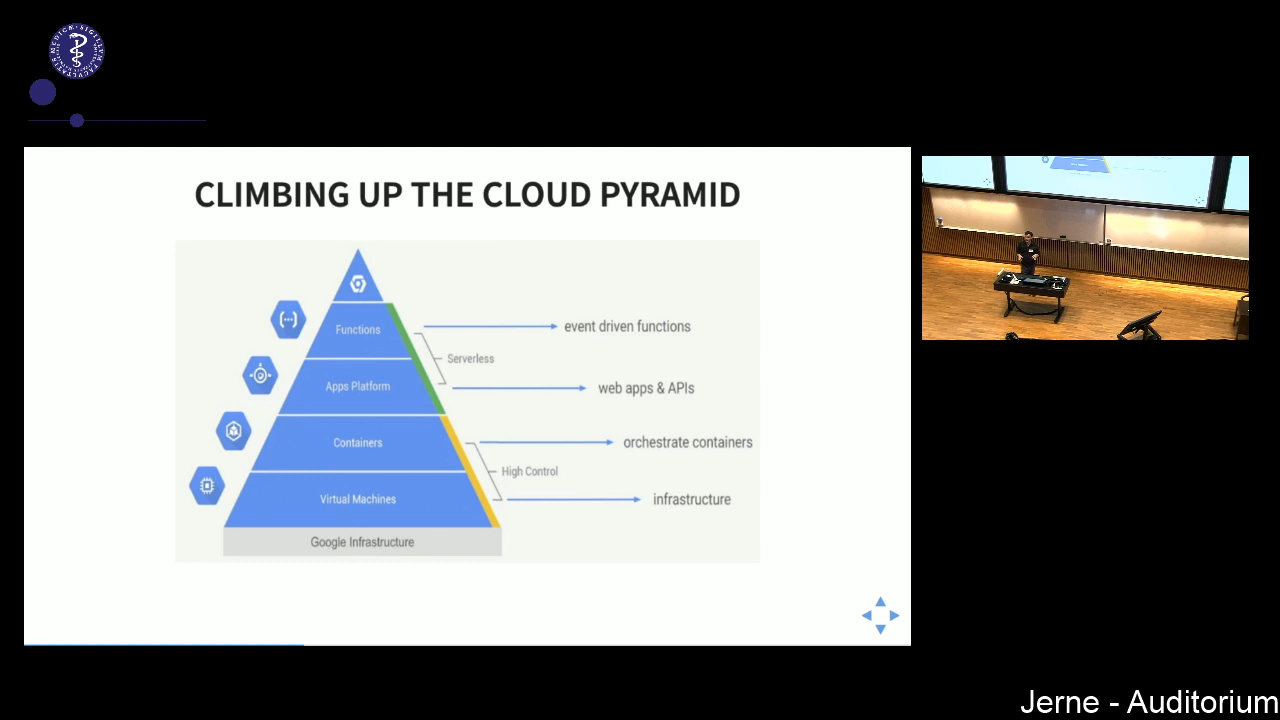 CLIMBING UP THE CLOUD PYRAMID
Functions
event driven functions
Serverless
Apps Platform
web apps & APIs
Containers
orchestrate containers
High Control
Virtual Machines
infrastructure
Google Infrastructure
Jerne - Auditorium